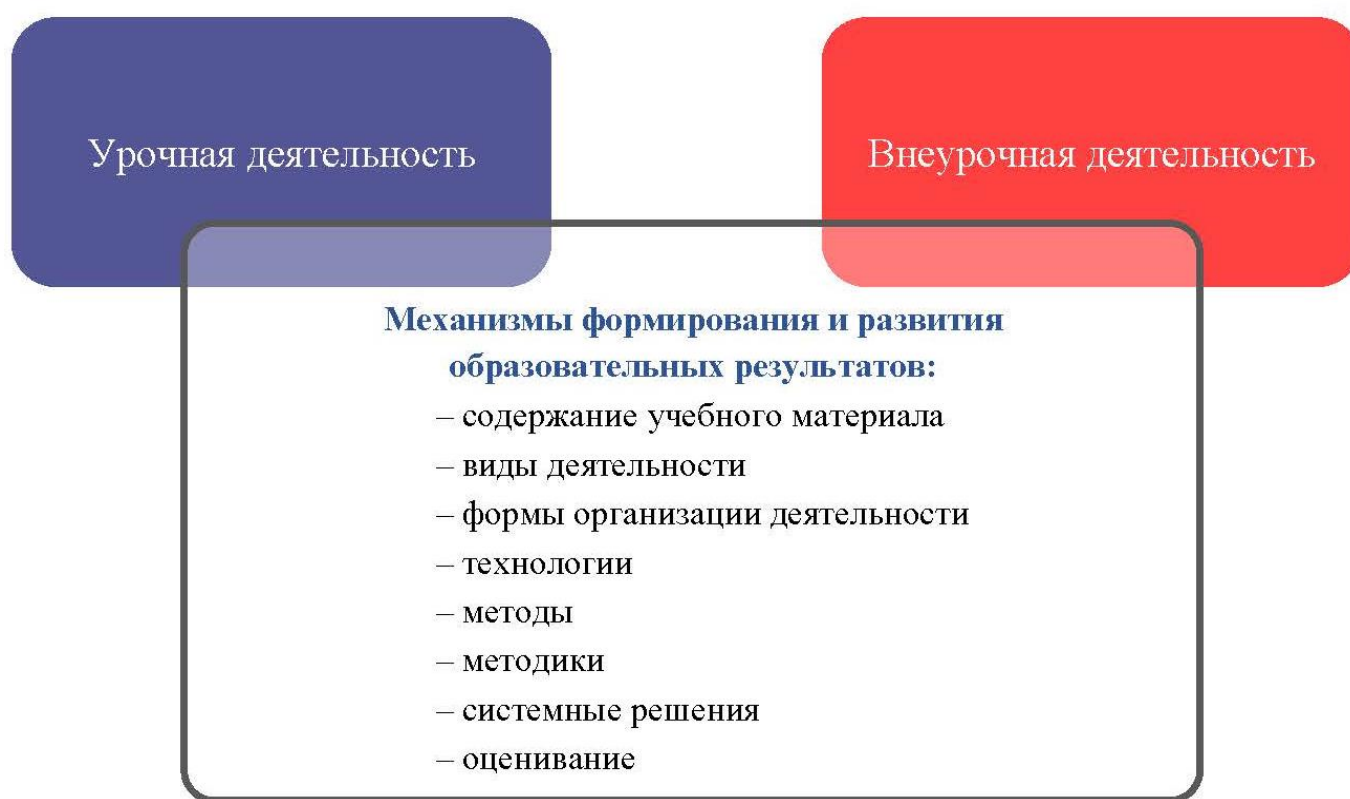 Урочная деятельность
Внеурочная деятельность
Механизмы формирования и развития
образовательных результатов:
– содержание учебного материала
– виды деятельности
– формы организации деятельности
– технологии
– методы
– методики
– системные решения
– оценивание